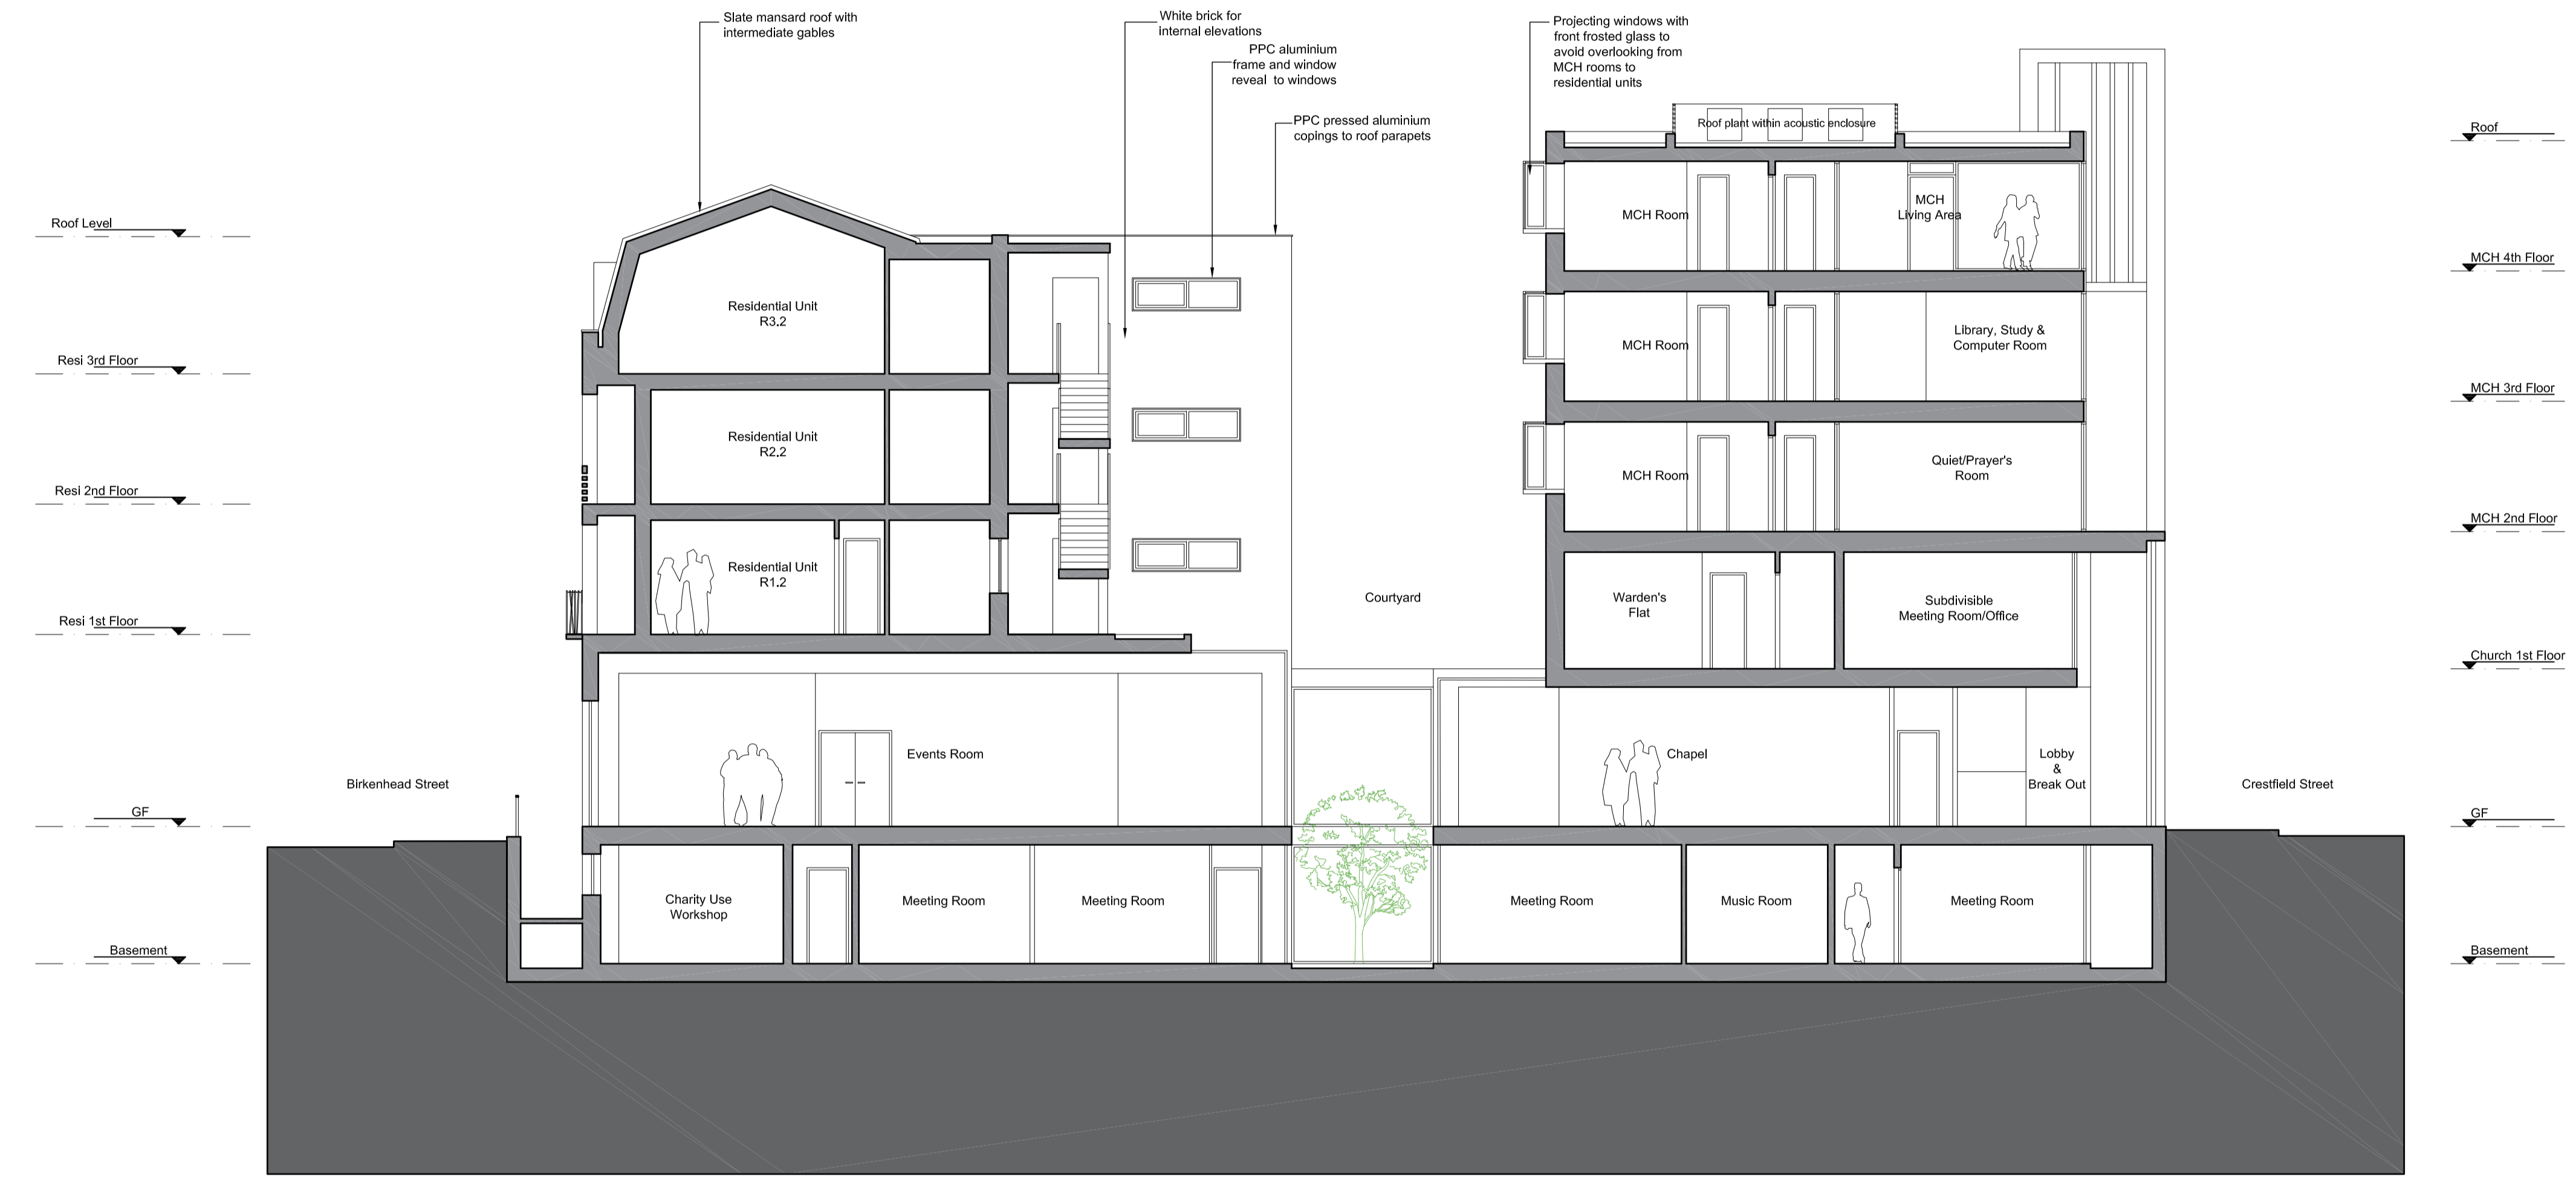 Slate mansard roof with
intermediate gables
White brick for
internal elevations
PPC aluminium
frame and window
reveal to windows
PPC pressed aluminium
copings to roof parapets
Projecting windows with
front frosted glass to
avoid overlooking from
MCH rooms to
residential units
Roof plant within acoustic enclosure
Roof Level
Resi 3rd Floor
Resi 2nd Floor
Resi 1st Floor
Birkenhead Street
GF
Basement
Residential Unit
R3.2
Residential Unit
R2.2
Residential Unit
R1.2
Events Room
Charity Use
Workshop
Meeting Room
Meeting Room
Courtyard
MCH Room
MCH
Living Area
MCH Room
Library, Study &
Computer Room
MCH Room
Quiet/Prayer's
Room
Warden's
Flat
Subdivisible
Meeting Room/Office
Chapel
Lobby
&
Break Out
Meeting Room
Music Room
Meeting Room
Roof
MCH 4th Floor
MCH 3rd Floor
MCH 2nd Floor
Church 1st Floor
Crestfield Street
GF
Basement